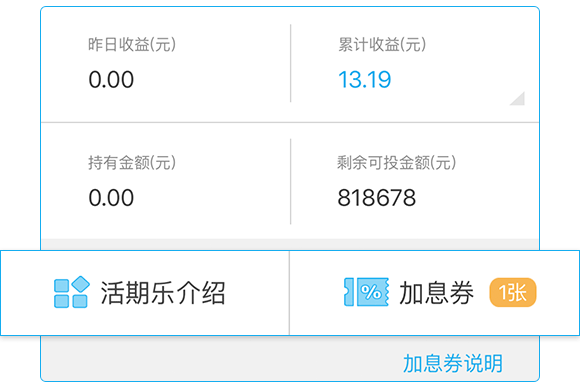 昨日收益(元) 累计收益(元)
0.00 13.19
持有金额(元) 剩余可投金额(元)
0.00 818678
活期乐介绍 % 加息券 1张
加息券说明